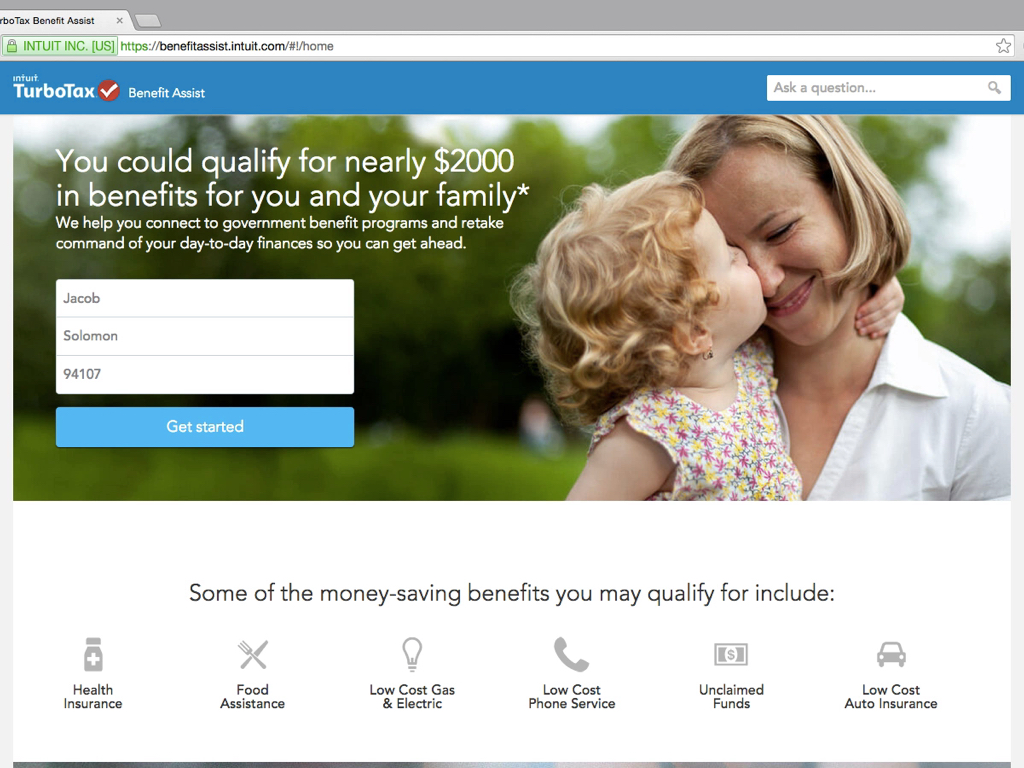 rboTax Benefit Assist
INTUIT INC. [US] https://benefitassist.intuit.com/#!/home
intuit
TurboTax Benefit Assist
Ask a question...
You could qualify for nearly $2000
in benefits for you and your family*
We help you connect to government benefit programs and retake
command of your day-to-day finances so you can get ahead.
Jacob
Solomon
94107
Get started
Some of the money-saving benefits you may qualify for include:
Health
Insurance
Food
Assistance
Low Cost Gas
& Electric
Low Cost
Phone Service
Unclaimed
Funds
Low Cost
Auto Insurance